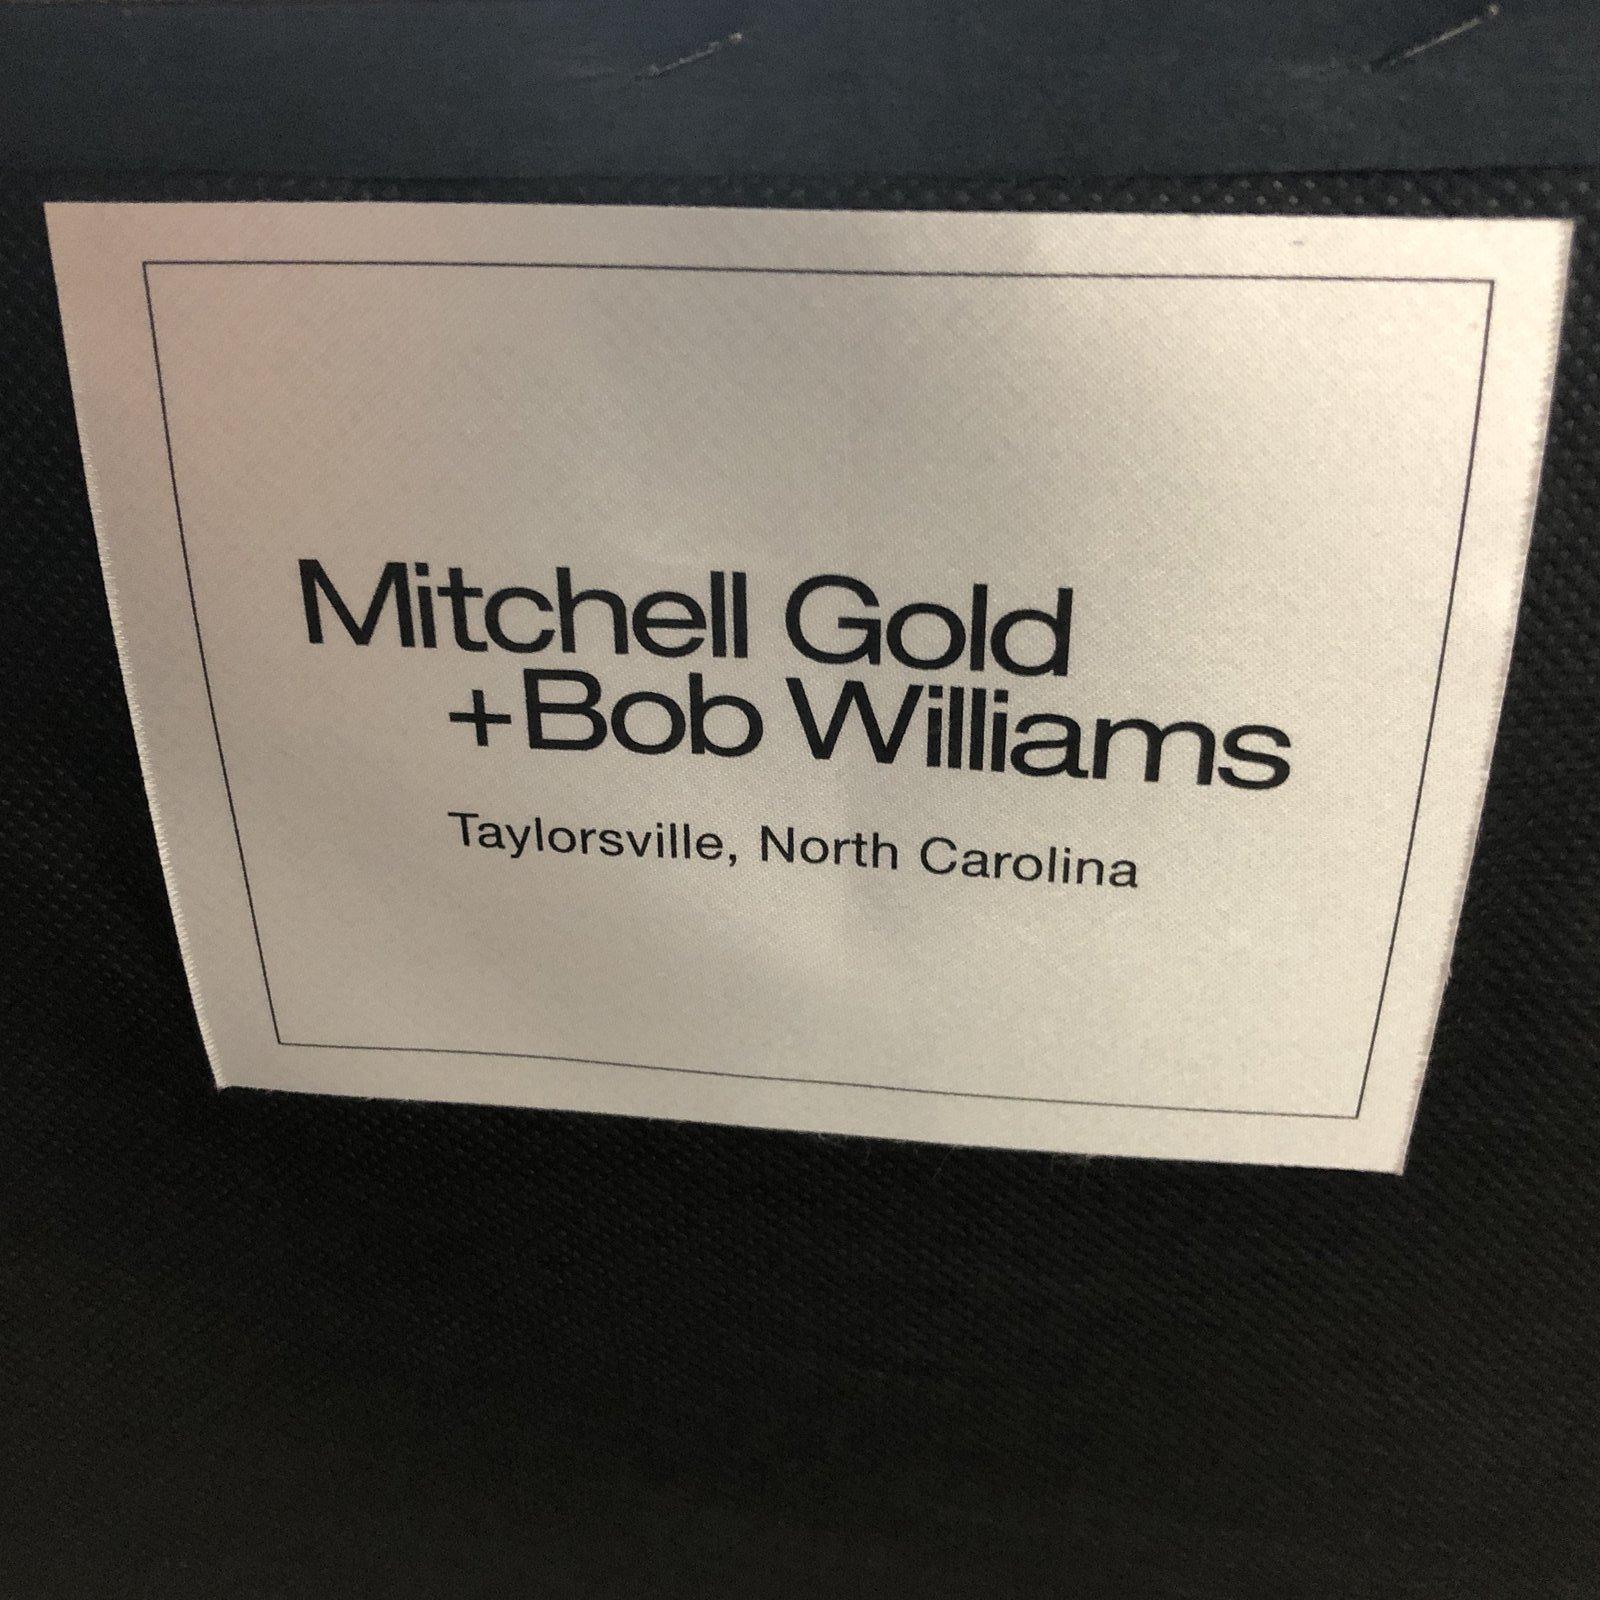 Mitchell Gold
+Bob Williams
Taylorsville, North Carolina